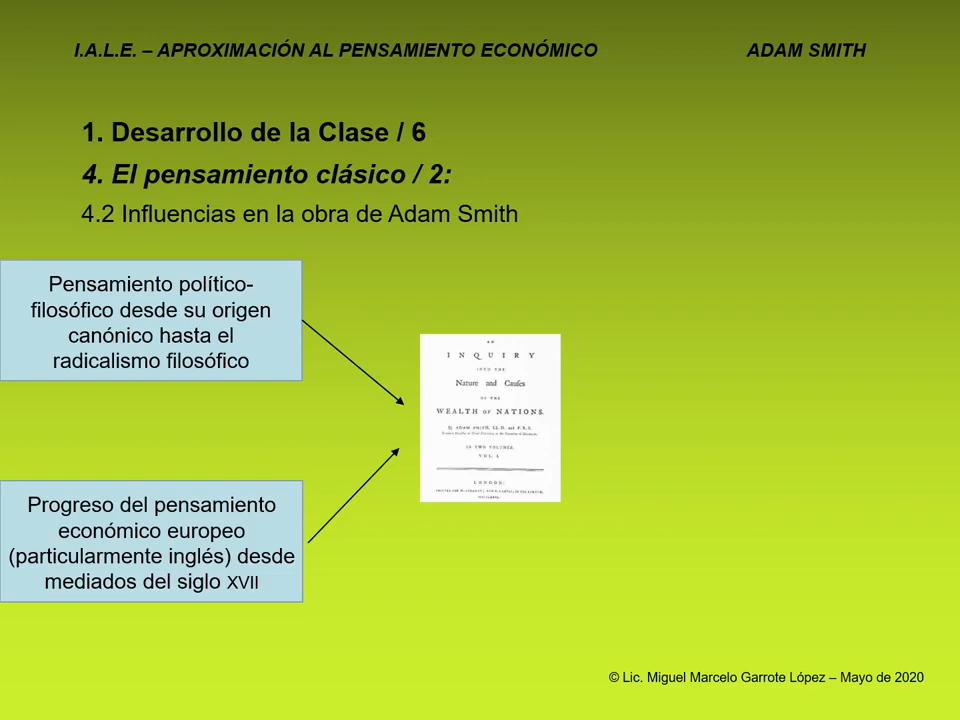 I.A.L.E. – APROXIMACIÓN AL PENSAMIENTO ECONÓMICO ADAM SMITH
1. Desarrollo de la Clase / 6
4. El pensamiento clásico / 2:
4.2 Influencias en la obra de Adam Smith
Pensamiento político-
filosófico desde su origen
canónico hasta el
radicalismo filosófico
AN
INQUIRY
INTO THE
Nature and Causes
OF THE
WEALTH OF NATIONS.
By ADAM SMITH, LL.D. and F.R.S.
IN TWO VOLUMES.
VOL. I.
LONDON:
Progreso del pensamiento
económico europeo
(particularmente inglés) desde
mediados del siglo XVII
© Lic. Miguel Marcelo Garrote López – Mayo de 2020